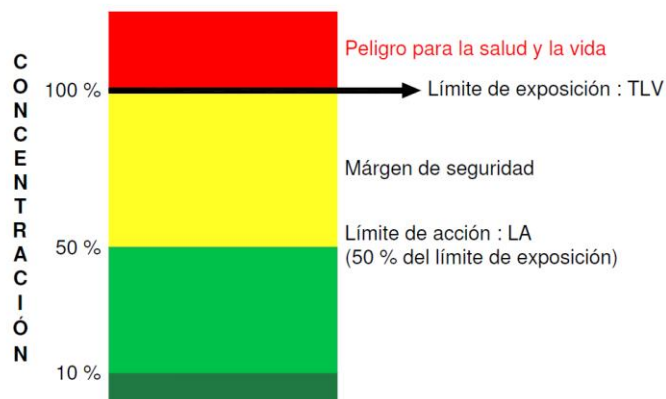 CONCENTRACIÓN
Peligro para la salud y la vida
100 %
Límite de exposición : TLV
Márgen de seguridad
50 %
Límite de acción : LA
(50 % del límite de exposición)
10 %